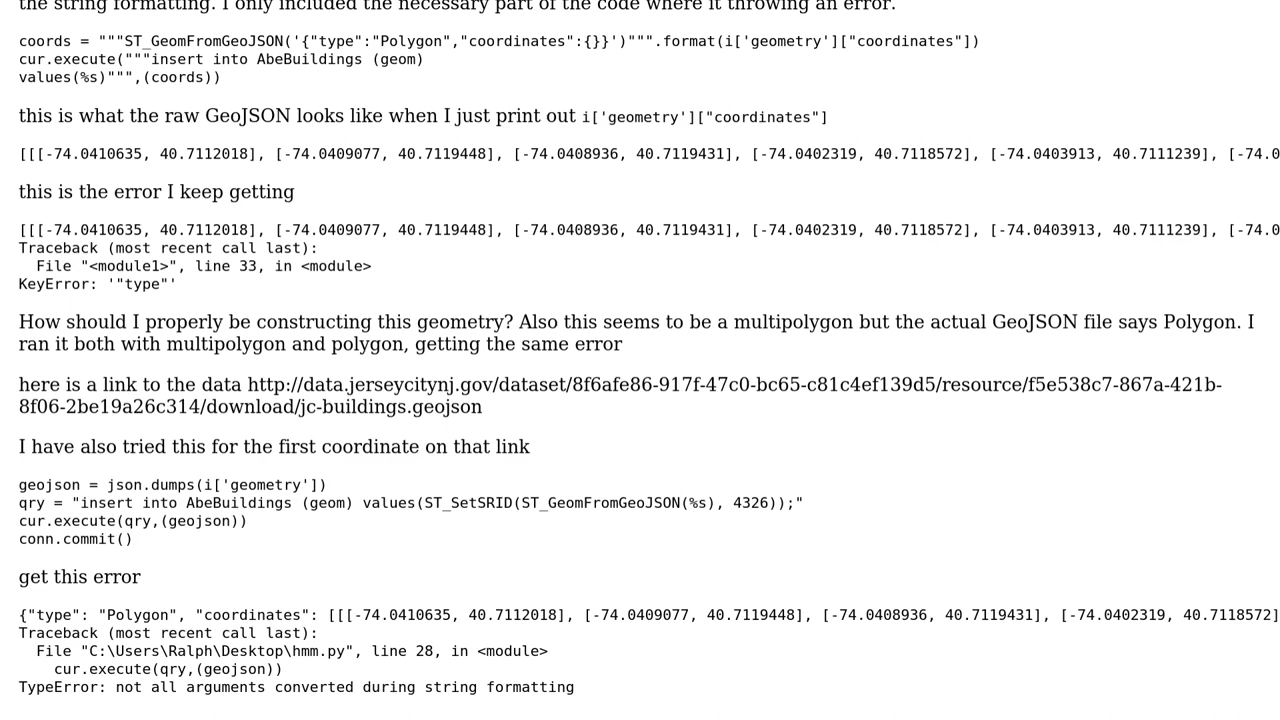 the string formatting. I only included the necessary part of the code where it throwing an error.
coords = """ST_GeomFromGeoJSON('{"type":"Polygon","coordinates":{}}')""".format(i['geometry']["coordinates"])
cur.execute("""insert into AbeBuildings (geom)
values(%s)""",(coords))
this is what the raw GeoJSON looks like when I just print out i['geometry']["coordinates"]
[[[-74.0410635, 40.7112018], [-74.0409077, 40.7119448], [-74.0408936, 40.7119431], [-74.0402319, 40.7118572], [-74.0403913, 40.7111239], [-74.0
this is the error I keep getting
[[[-74.0410635, 40.7112018], [-74.0409077, 40.7119448], [-74.0408936, 40.7119431], [-74.0402319, 40.7118572], [-74.0403913, 40.7111239], [-74.0
Traceback (most recent call last):
  File "<module1>", line 33, in <module>
KeyError: '"type"'
How should I properly be constructing this geometry? Also this seems to be a multipolygon but the actual GeoJSON file says Polygon. I
ran it both with multipolygon and polygon, getting the same error
here is a link to the data http://data.jerseycitynj.gov/dataset/8f6afe86-917f-47c0-bc65-c81c4ef139d5/resource/f5e538c7-867a-421b-
8f06-2be19a26c314/download/jc-buildings.geojson
I have also tried this for the first coordinate on that link
geojson = json.dumps(i['geometry'])
qry = "insert into AbeBuildings (geom) values(ST_SetSRID(ST_GeomFromGeoJSON(%s), 4326));"
cur.execute(qry,(geojson))
conn.commit()
get this error
{"type": "Polygon", "coordinates": [[[-74.0410635, 40.7112018], [-74.0409077, 40.7119448], [-74.0408936, 40.7119431], [-74.0402319, 40.7118572]
Traceback (most recent call last):
  File "C:\Users\Ralph\Desktop\hmm.py", line 28, in <module>
    cur.execute(qry,(geojson))
TypeError: not all arguments converted during string formatting